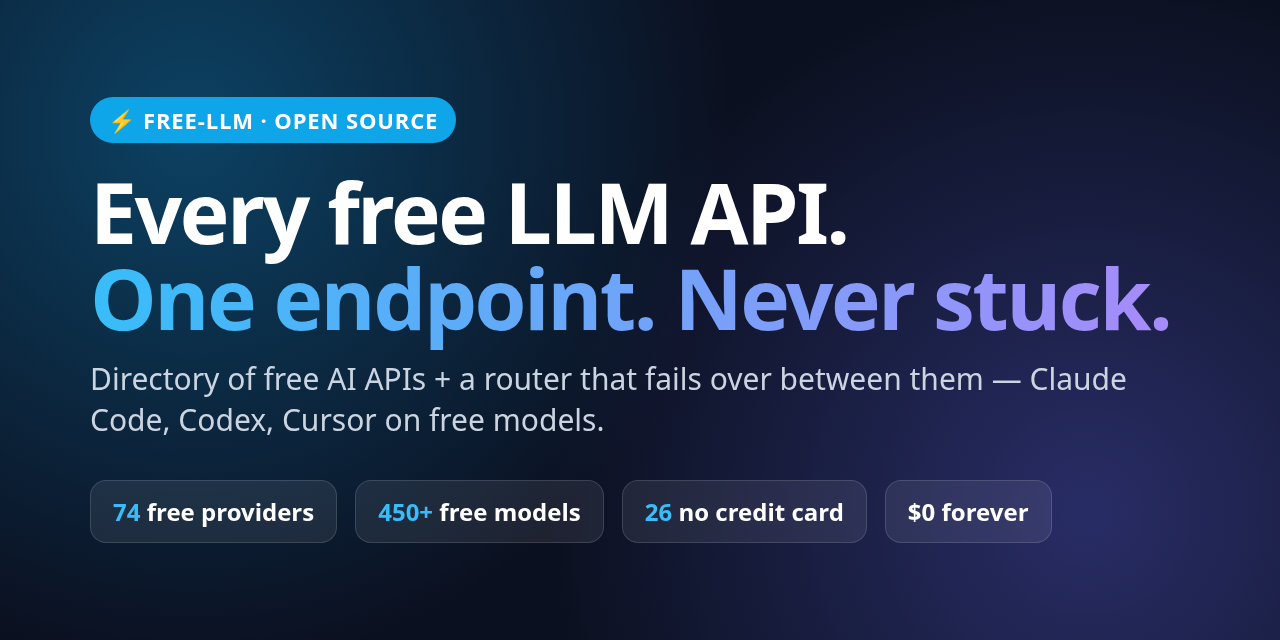 ⚡ FREE-LLM · OPEN SOURCE
Every free LLM API.
One endpoint. Never stuck.
Directory of free AI APIs + a router that fails over between them — Claude
Code, Codex, Cursor on free models.
74 free providers
450+ free models
26 no credit card
$0 forever